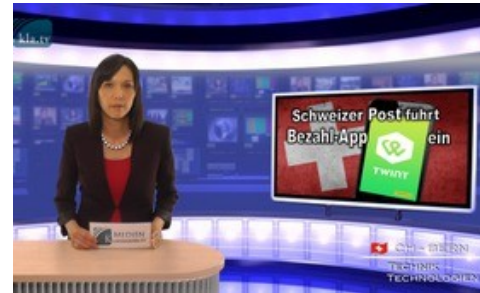 kla.tv
Schweizer Post führt
Bezahl-App ein
TWINT
MEDIEN
CH - BERN
TECHNIK
TECHNOLOGIEN